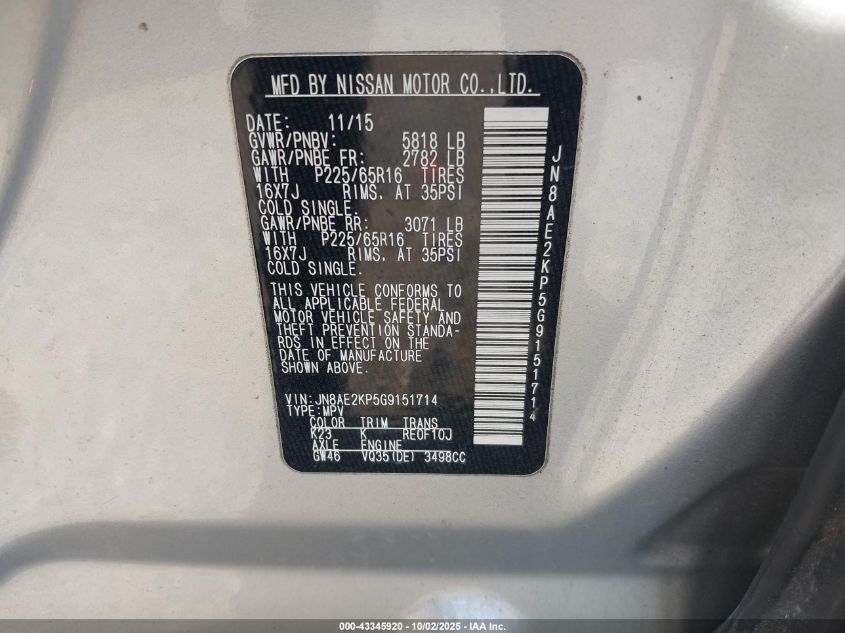 MFD BY NISSAN MOTOR CO.,LTD.
DATE: 11/15
GVWR/PNBV: 5818 LB
GAWR/PNBE FR: 2782 LB
WITH P225/65R16 TIRES
16X7J RIMS. AT 35PSI
COLD SINGLE.
GAWR/PNBE RR: 3071 LB
WITH P225/65R16 TIRES
16X7J RIMS. AT 35PSI
COLD SINGLE.
THIS VEHICLE CONFORMS TO
ALL APPLICABLE FEDERAL
MOTOR VEHICLE SAFETY AND
THEFT PREVENTION STANDA-
RDS IN EFFECT ON THE
DATE OF MANUFACTURE
SHOWN ABOVE.
VIN:JN8AE2KP5G9151714
TYPE:MPV
COLOR TRIM TRANS
K23 K RE0F10J
AXLE ENGINE
GW46 VQ35(DE) 3498CC
JN8AE2KP5G9151714
000-43345920 - 10/02/2025 - IAA Inc.